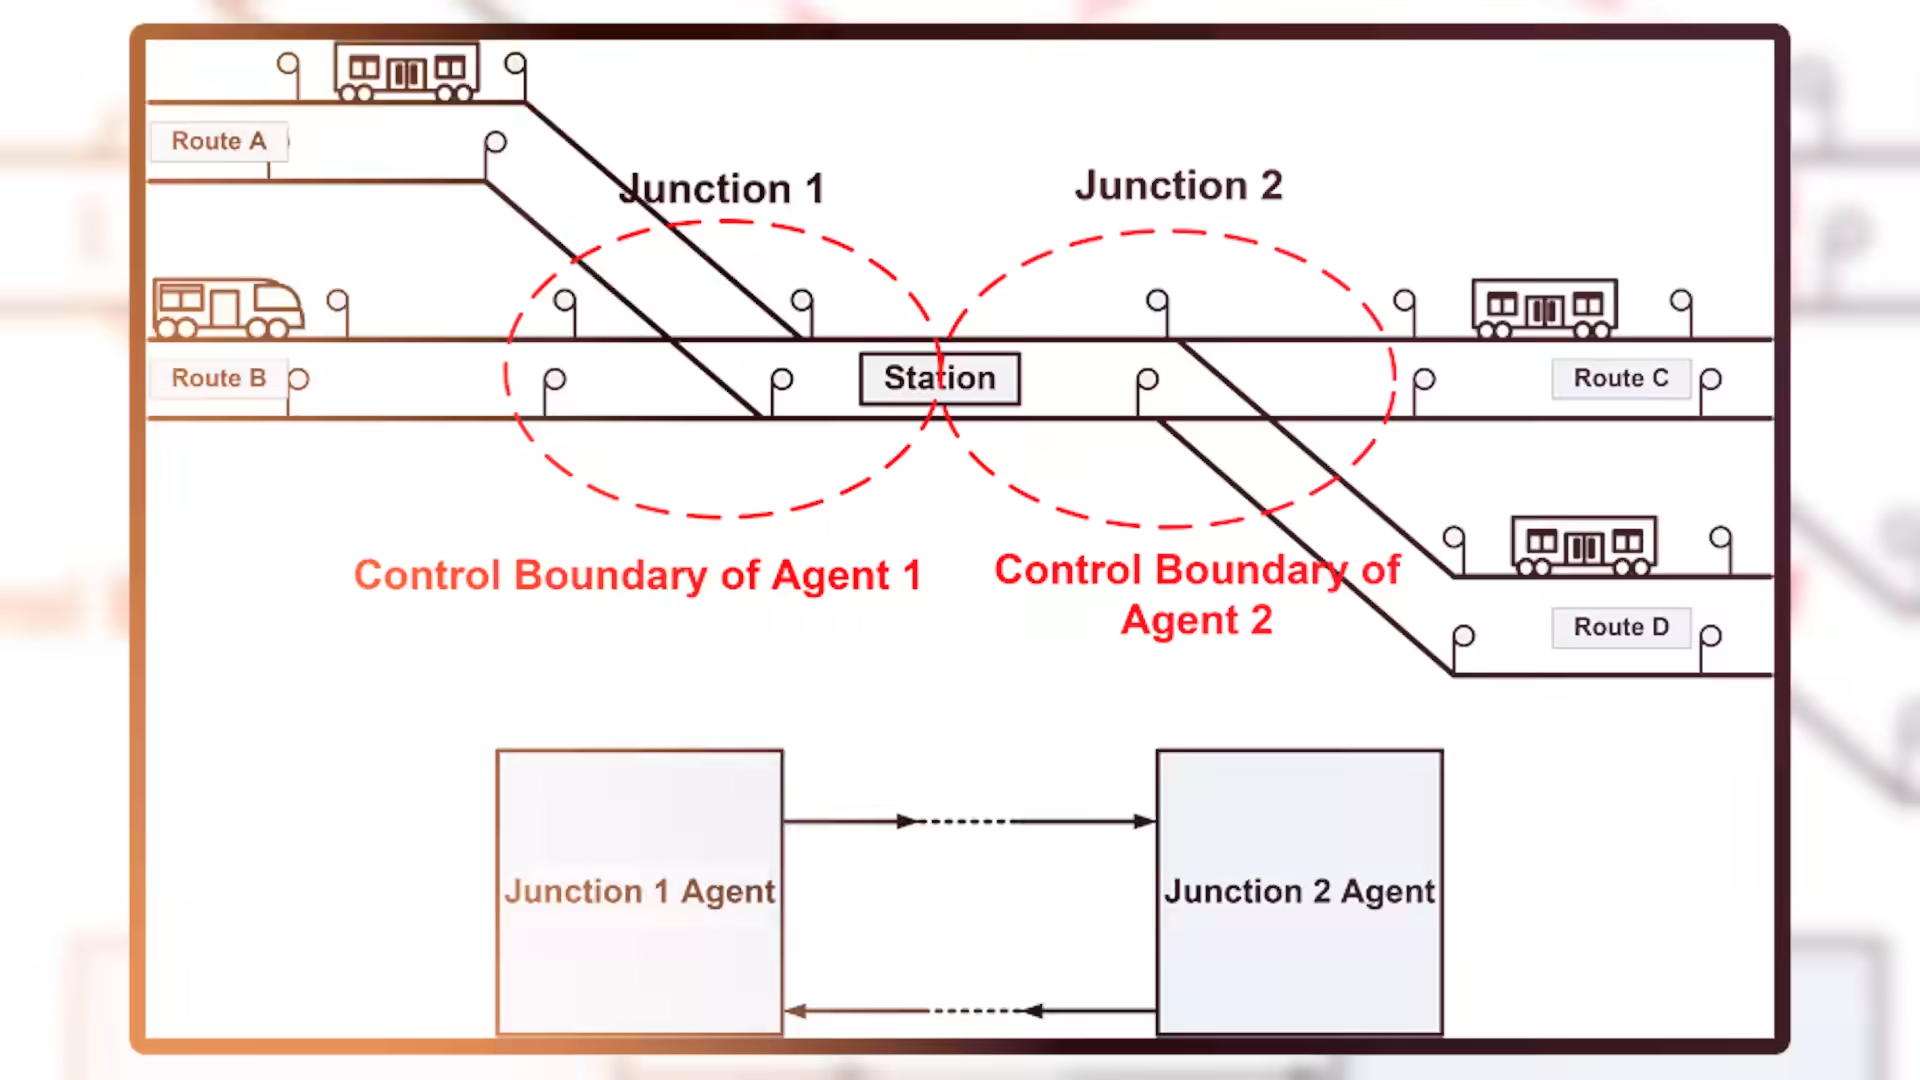 Route A
Junction 1
Junction 2
Route B
Station
Route C
Control Boundary of Agent 1
Control Boundary of
Agent 2
Route D
Junction 1 Agent
Junction 2 Agent